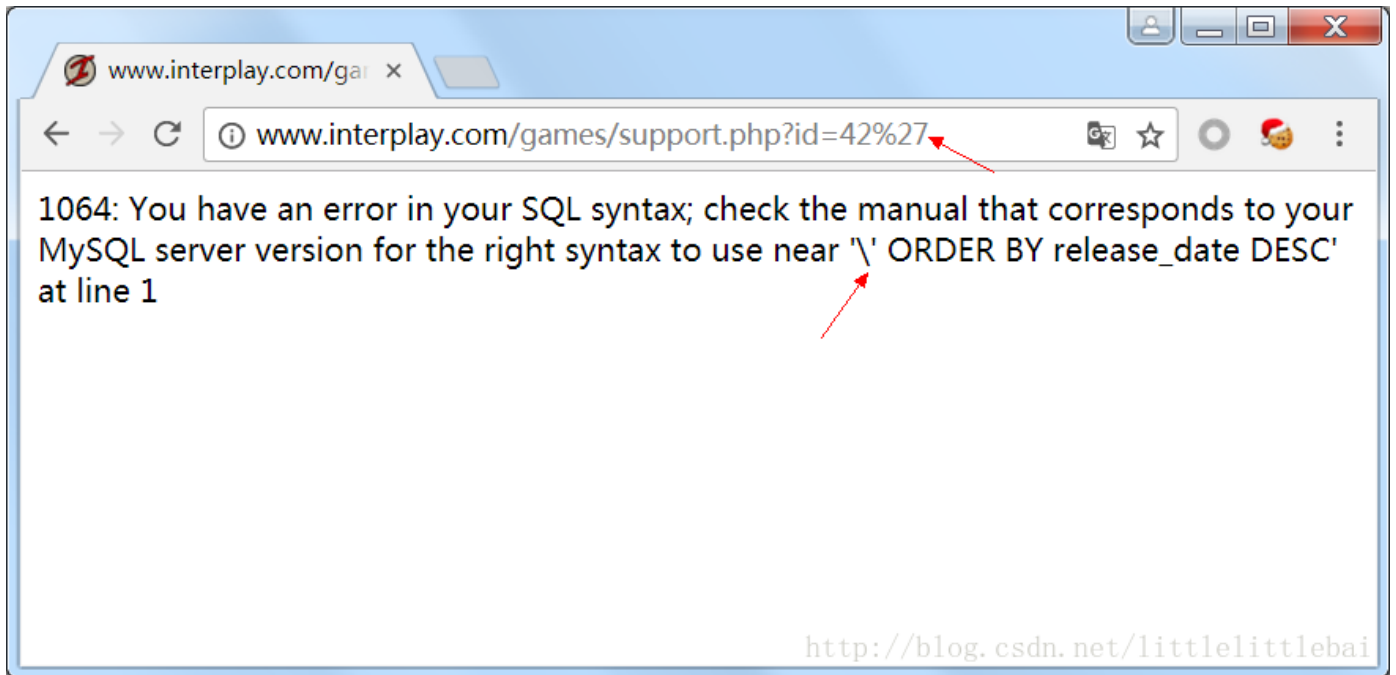 www.interplay.com/gar
www.interplay.com/games/support.php?id=42%27
1064: You have an error in your SQL syntax; check the manual that corresponds to your
MySQL server version for the right syntax to use near '\' ORDER BY release_date DESC'
at line 1
http://blog.csdn.net/littlelittlebai